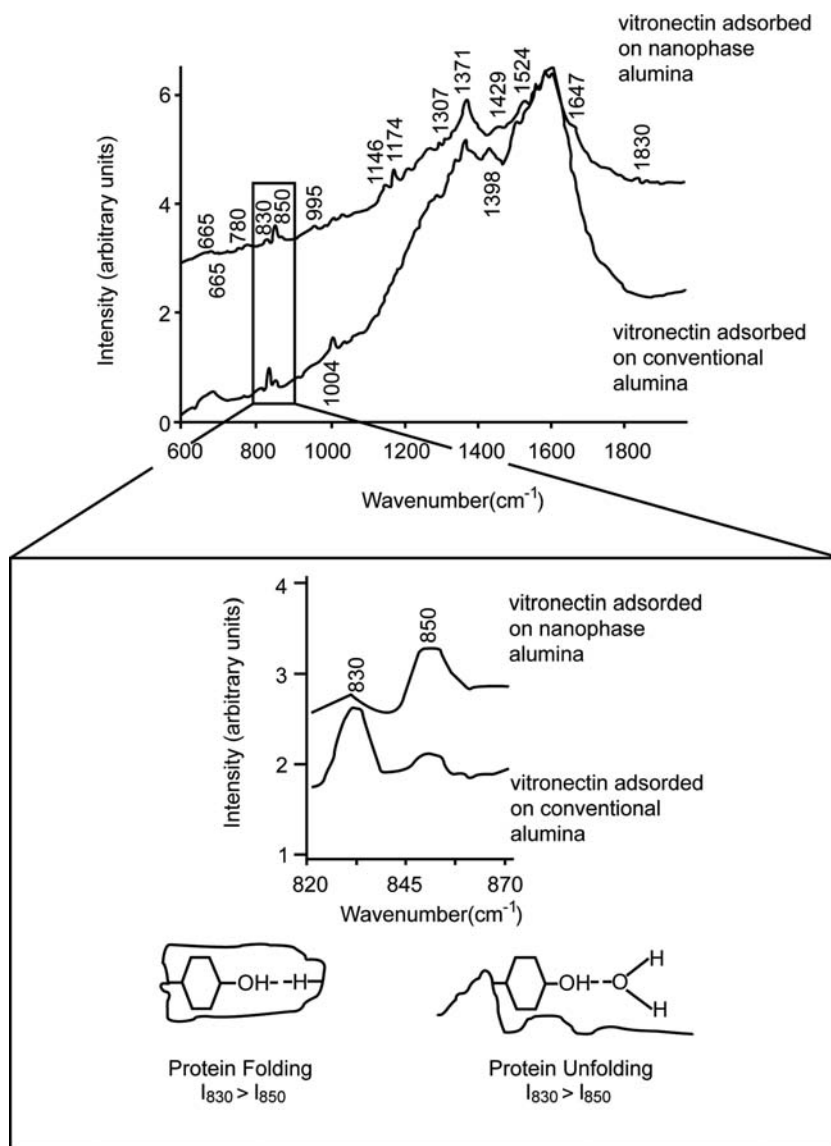 vitronectin adsorbed
on nanophase
alumina
Intensity (arbitrary units)
6
4
2
0
665
665
780
830
850
995
1004
1146
1174
1307
1371
1398
1429
1524
1647
1830
vitronectin adsorbed
on conventional
alumina
600 800 1000 1200 1400 1600 1800
Wavenumber(cm-1)
Intensity (arbitrary units)
4
3
2
1
830
850
vitronectin adsorded
on nanophase
alumina
vitronectin adsorded
on conventional
alumina
820 845 870
Wavenumber(cm-1)
OH H
OH O H H
Protein Folding
I830 > I850
Protein Unfolding
I830 > I850